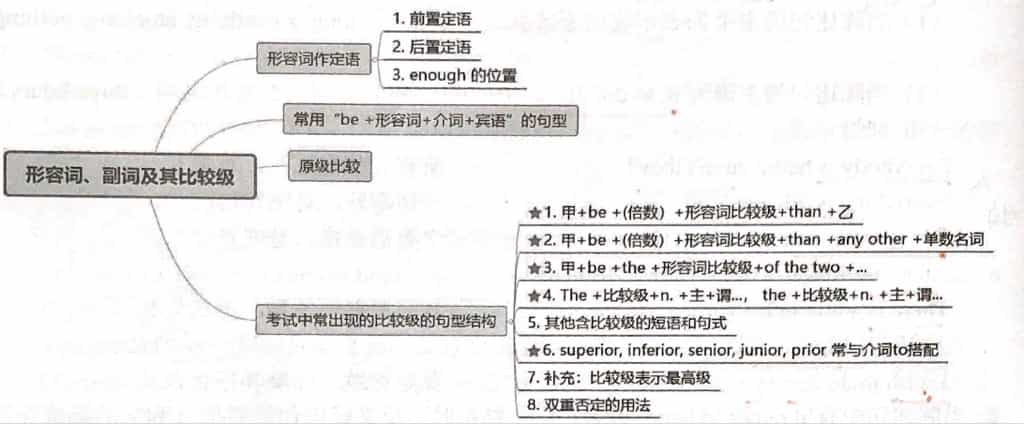 1. 前置定语
形容词作定语
2. 后置定语
3. enough 的位置
常用“be +形容词+介词+宾语”的句型
形容词、副词及其比较级
原级比较
★1. 甲+be +(倍数）+形容词比较级+than +乙
★2. 甲+be +(倍数）+形容词比较级+than +any other +单数名词
★3. 甲+be +the +形容词比较级+of the two +...
★4. The +比较级+n. +主+谓..., the +比较级+n. +主+谓...
考试中常出现的比较级的句型结构
5. 其他含比较级的短语和句式
★6. superior, inferior, senior, junior, prior 常与介词to搭配
7. 补充：比较级表示最高级
8. 双重否定的用法